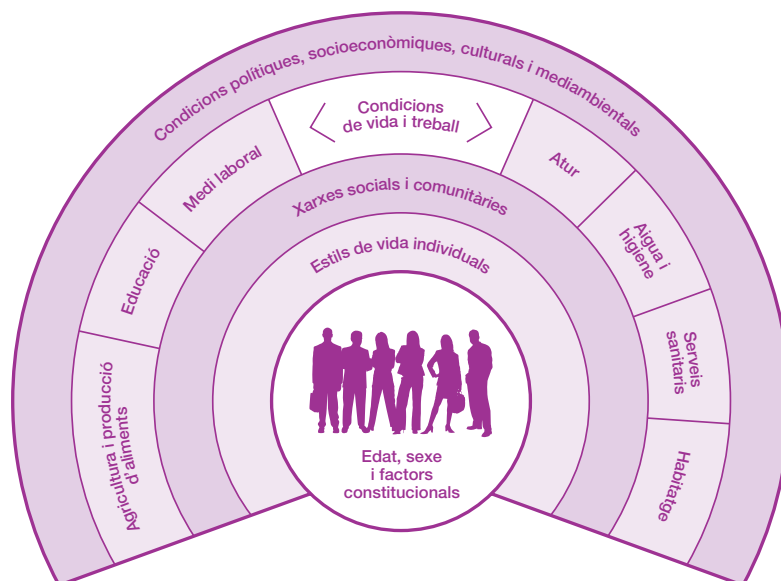 Condicions polítiques, socioeconòmiques, culturals i mediambientals
Condicions
de vida i treball
Medi laboral
Atur
Educació
Aigua i
higiene
Agricultura i producció
d'aliments
Serveis
sanitaris
Habitatge
Xarxes socials i comunitàries
Estils de vida individuals
Edat, sexe
i factors
constitucionals